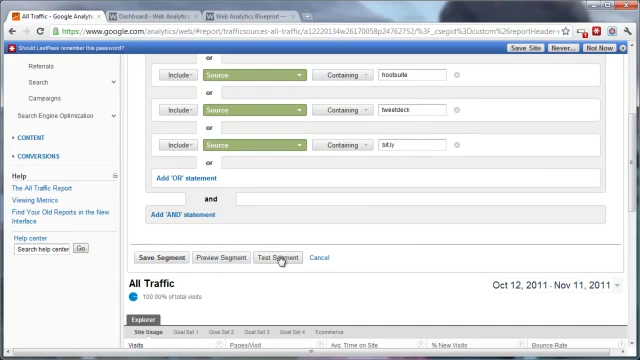 All Traffic - Google Analytics
Dashboard - Web Analytics
Web Analytics Blueprint
https://www.google.com/analytics/web/#report/trafficsources-all-traffic/
Should LastPass remember this password?
Save Site
Never...
Not Now
Referrals
Search
Campaigns
Search Engine Optimization
CONTENT
CONVERSIONS
Help
The All Traffic Report
Viewing Metrics
Find Your Old Reports in the New
Interface
Help center
Search help center
Go
or
Include
Source
Containing
hootsuite
or
Include
Source
Containing
tweetdeck
or
Include
Source
Containing
bit.ly
or
Add "OR" statement
and
Add 'AND' statement
Save Segment
Preview Segment
Test Segment
Cancel
All Traffic
100.00% of total visits
Oct 12, 2011 - Nov 11, 2011
Explorer
Site Usage
Goal Set 1
Goal Set 2
Goal Set 3
Goal Set 4
Ecommerce
Visits
Pages/Visit
Avg. Time on Site
% New Visits
Bounce Rate